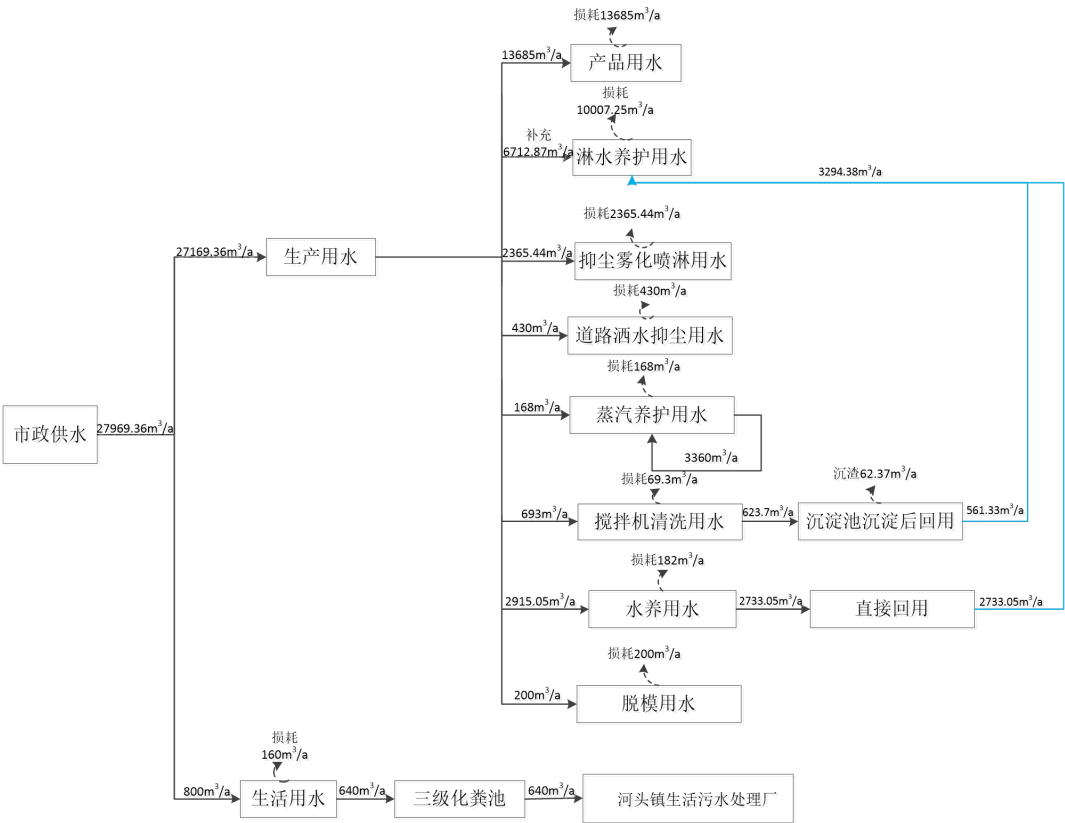 损耗13685m³/a
13685m³/a
产品用水
损耗
10007.25m³/a
补充
6712.87m³/a
淋水养护用水
3294.38m³/a
损耗2365.44m³/a
27169.36m³/a
生产用水
2365.44m³/a
抑尘雾化喷淋用水
损耗430m³/a
430m³/a
道路洒水抑尘用水
损耗168m³/a
168m³/a
蒸汽养护用水
市政供水
27969.36m³/a
3360m³/a
损耗69.3m³/a
沉渣62.37m³/a
693m³/a
搅拌机清洗用水
623.7m³/a
沉淀池沉淀后回用
561.33m³/a
损耗182m³/a
2915.05m³/a
水养用水
2733.05m³/a
直接回用
2733.05m³/a
损耗200m³/a
200m³/a
脱模用水
损耗
160m³/a
800m³/a
生活用水
640m³/a
三级化粪池
640m³/a
河头镇生活污水处理厂